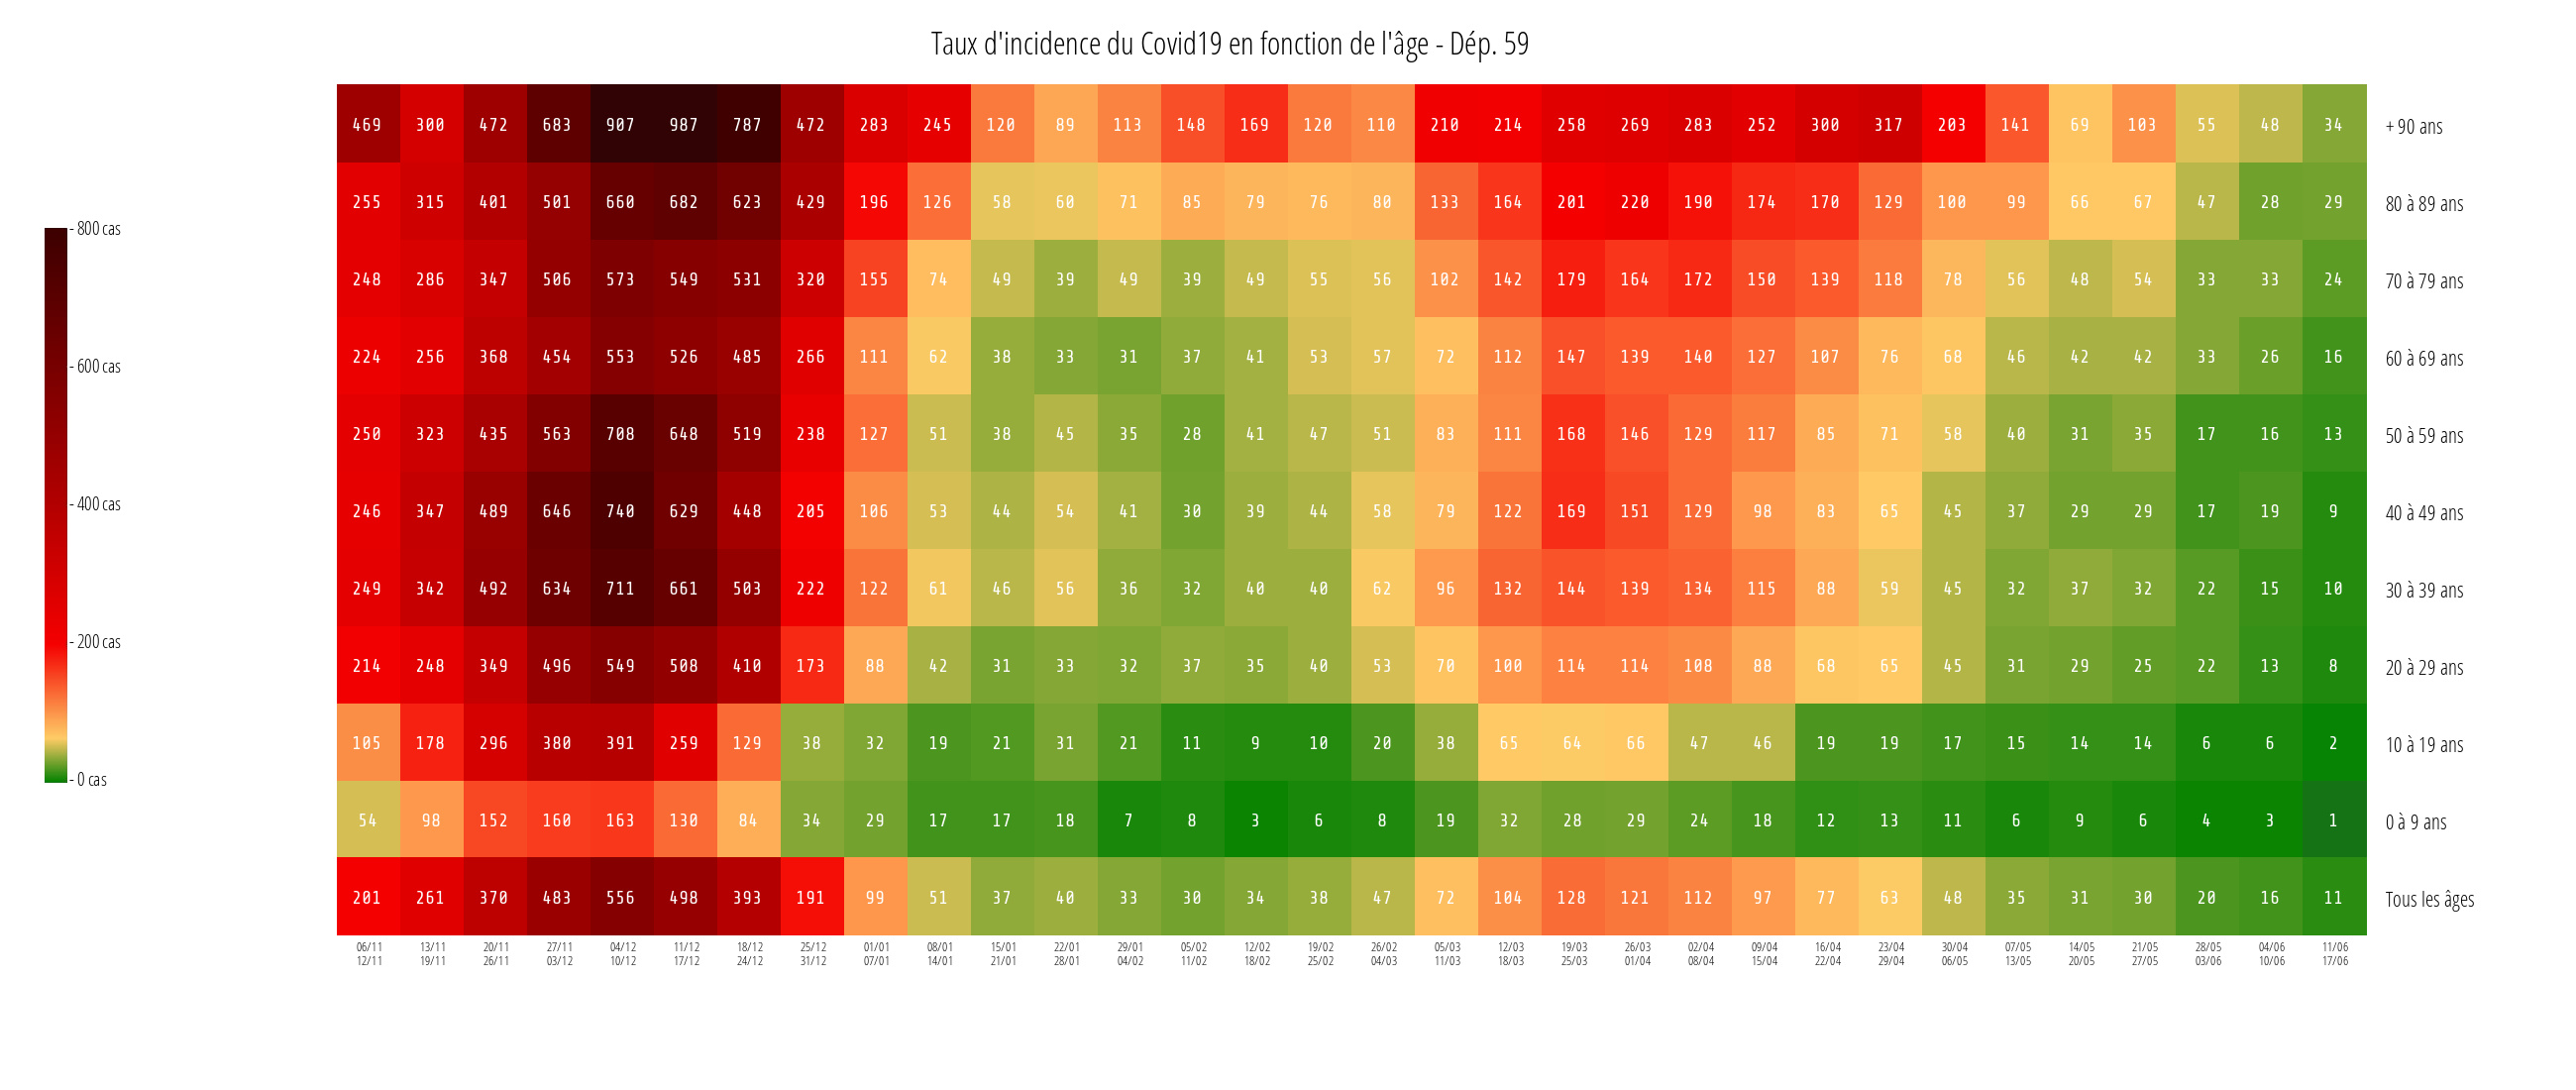 Taux d'incidence du Covid19 en fonction de l'âge - Dép. 59
469 300 472 683 907 987 787 472 283 245 120 89 113 148 169 120 110 210 214 258 269 283 252 300 317 203 141 69 103 55 48 34 + 90 ans
255 315 401 501 660 682 623 429 196 126 58 60 71 85 79 76 80 133 164 201 220 190 174 170 129 100 99 66 67 47 28 29 80 à 89 ans
248 286 347 506 573 549 531 320 155 74 49 39 49 39 49 55 56 102 142 179 164 172 150 139 118 78 56 48 54 33 33 24 70 à 79 ans
224 256 368 454 553 526 485 266 111 62 38 33 31 37 41 53 57 72 112 147 139 140 127 107 76 68 46 42 42 33 26 16 60 à 69 ans
250 323 435 563 708 648 519 238 127 51 38 45 35 28 41 47 51 83 111 168 146 129 117 85 71 58 40 31 35 17 16 13 50 à 59 ans
246 347 489 646 740 629 448 205 106 53 44 54 41 30 39 44 58 79 122 169 151 129 98 83 65 45 37 29 29 17 19 9 40 à 49 ans
249 342 492 634 711 661 503 222 122 61 46 56 36 32 40 40 62 96 132 144 139 134 115 88 59 45 32 37 32 22 15 10 30 à 39 ans
214 248 349 496 549 508 410 173 88 42 31 33 32 37 35 40 53 70 100 114 114 108 88 68 65 45 31 29 25 22 13 8 20 à 29 ans
105 178 296 380 391 259 129 38 32 19 21 31 21 11 9 10 20 38 65 64 66 47 46 19 19 17 15 14 14 6 6 2 10 à 19 ans
54 98 152 160 163 130 84 34 29 17 17 18 7 8 3 6 8 19 32 28 29 24 18 12 13 11 6 9 6 4 3 1 0 à 9 ans
201 261 370 483 556 498 393 191 99 51 37 40 33 30 34 38 47 72 104 128 121 112 97 77 63 48 35 31 30 20 16 11 Tous les âges
06/11 13/11 20/11 27/11 04/12 11/12 18/12 25/12 01/01 08/01 15/01 22/01 29/01 05/02 12/02 19/02 26/02 05/03 12/03 19/03 26/03 02/04 09/04 16/04 23/04 30/04 07/05 14/05 21/05 28/05 04/06 11/06
12/11 19/11 26/11 03/12 10/12 17/12 24/12 31/12 07/01 14/01 21/01 28/01 04/02 11/02 18/02 25/02 04/03 11/03 18/03 25/03 01/04 08/04 15/04 22/04 29/04 06/05 13/05 20/05 27/05 03/06 10/06 17/06
- 800 cas
- 600 cas
- 400 cas
- 200 cas
- 0 cas